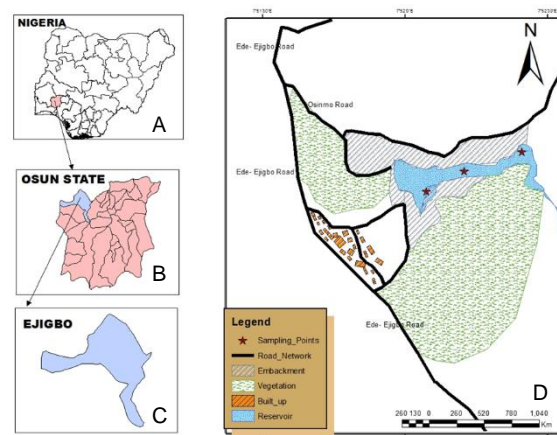 NIGERIA
A
OSUN STATE
B
EJIGBO
C
Ede- Ejigbo Road
Osinmo Road
Ede- Ejigbo Road
Ede- Ejigbo Road
N
Legend
Sampling_Points
Road_Network
Embackment
Vegetation
Built_up
Reservoir
D
260 130 0 260 520 780 1,040
Km